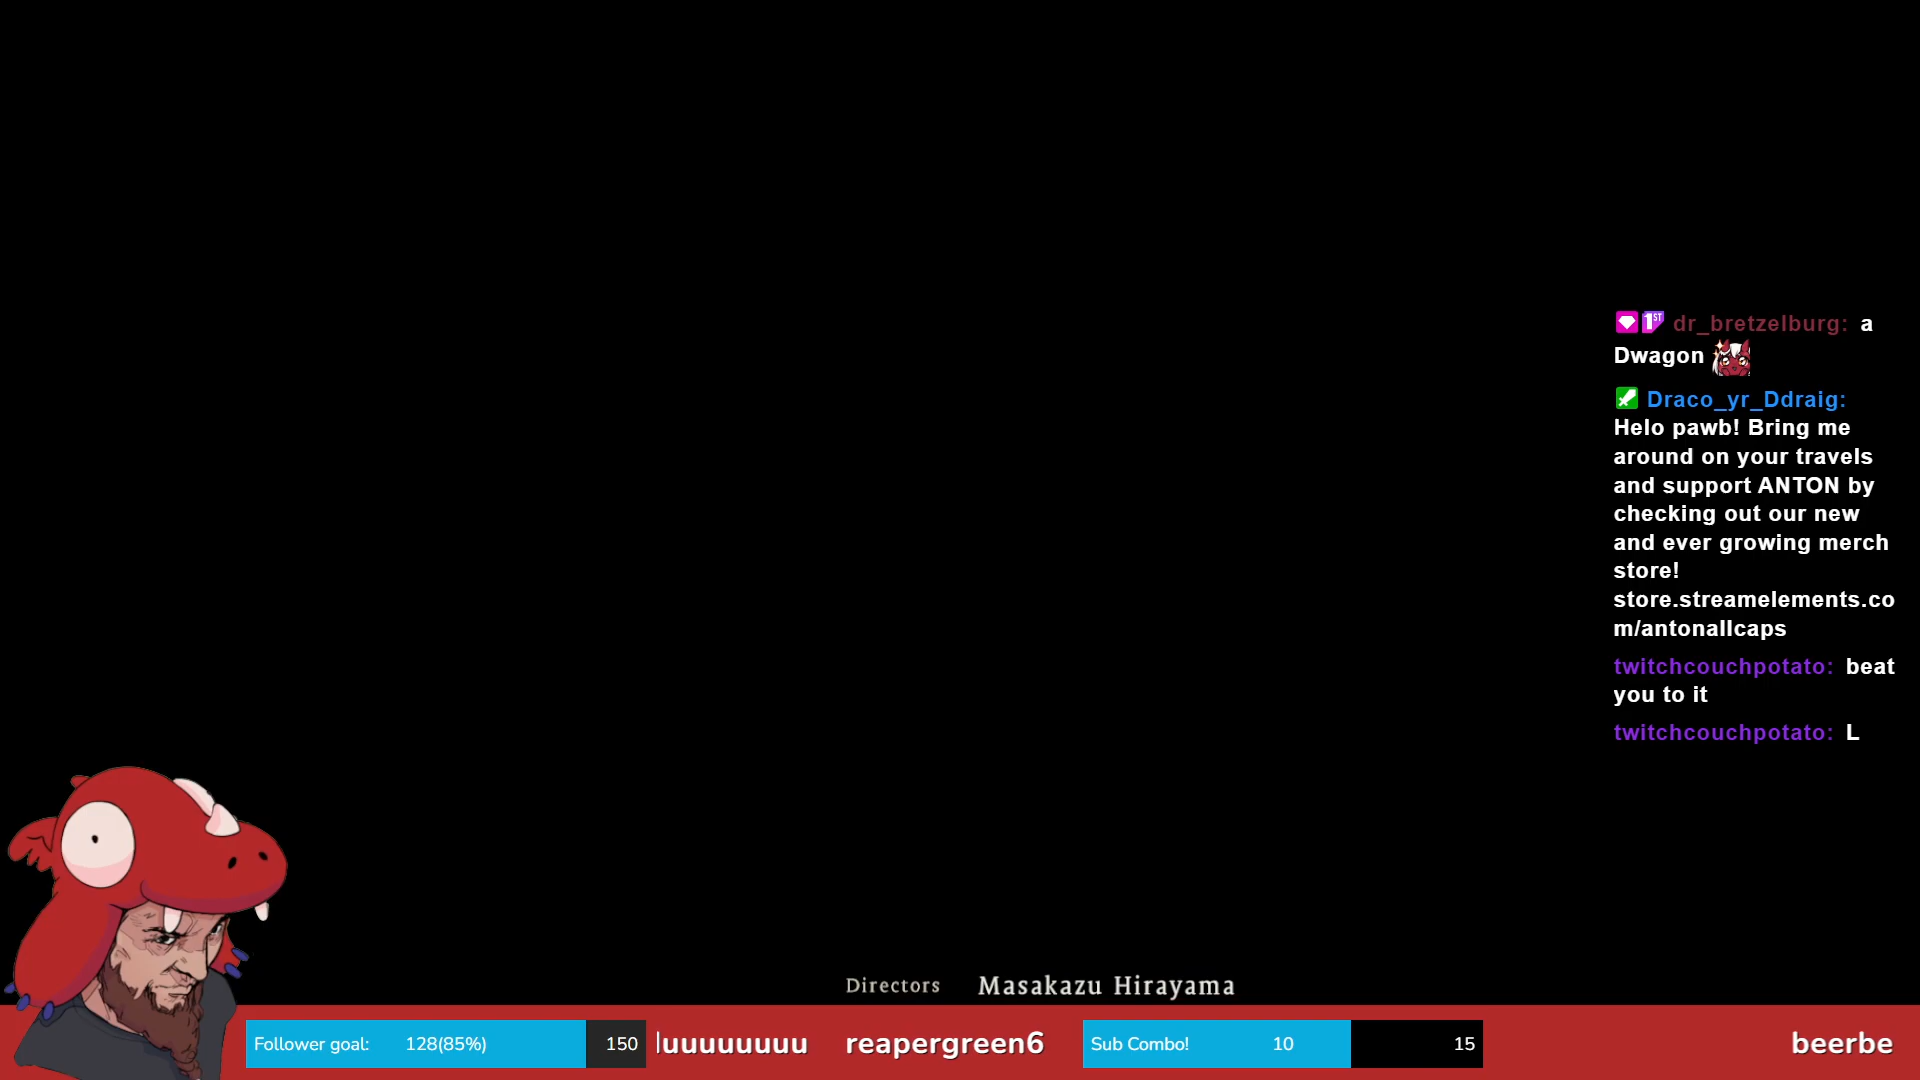 dr_bretzelburg: a
Dwagon
Draco_yr_Ddraig:
Helo pawb! Bring me
around on your travels
and support ANTON by
checking out our new
and ever growing merch
store!
store.streamelements.co
m/antonallcaps
twitchcouchpotato: beat
you to it
twitchcouchpotato: L
Directors Masakazu Hirayama
Follower goal: 128(85%) 150 luuuuuuuu reapergreen6 Sub Combo! 10 15 beerbe